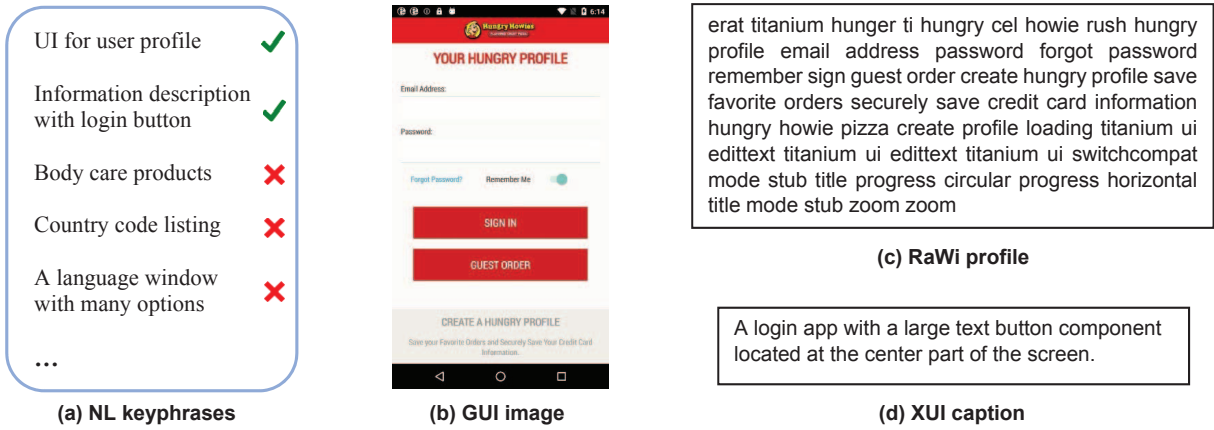 UI for user profile
Information description
with login button
Body care products
Country code listing
A language window
with many options
...
(a) NL keyphrases
6:14
Hungry Howies
YOUR HUNGRY PROFILE
Email Address:
Password:
Forgot Password?
Remember Me
SIGN IN
GUEST ORDER
CREATE A HUNGRY PROFILE
Save your Favorite Orders and Securely Save Your Credit Card
Information.
(b) GUI image
erat titanium hunger ti hungry cel howie rush hungry
profile email address password forgot password
remember sign guest order create hungry profile save
favorite orders securely save credit card information
hungry howie pizza create profile loading titanium ui
edittext titanium ui edittext titanium ui switchcompat
mode stub title progress circular progress horizontal
title mode stub zoom zoom
(c) RaWi profile
A login app with a large text button component
located at the center part of the screen.
(d) XUI caption